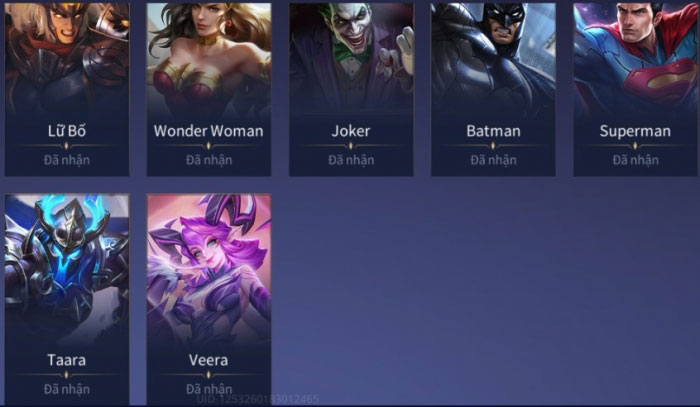 Lữ Bố
Wonder Woman
Joker
Batman
Superman
Đã nhận
Đã nhận
Đã nhận
Đã nhận
Đã nhận
Taara
Veera
Đã nhận
Đã nhận
UID:1253260183012465